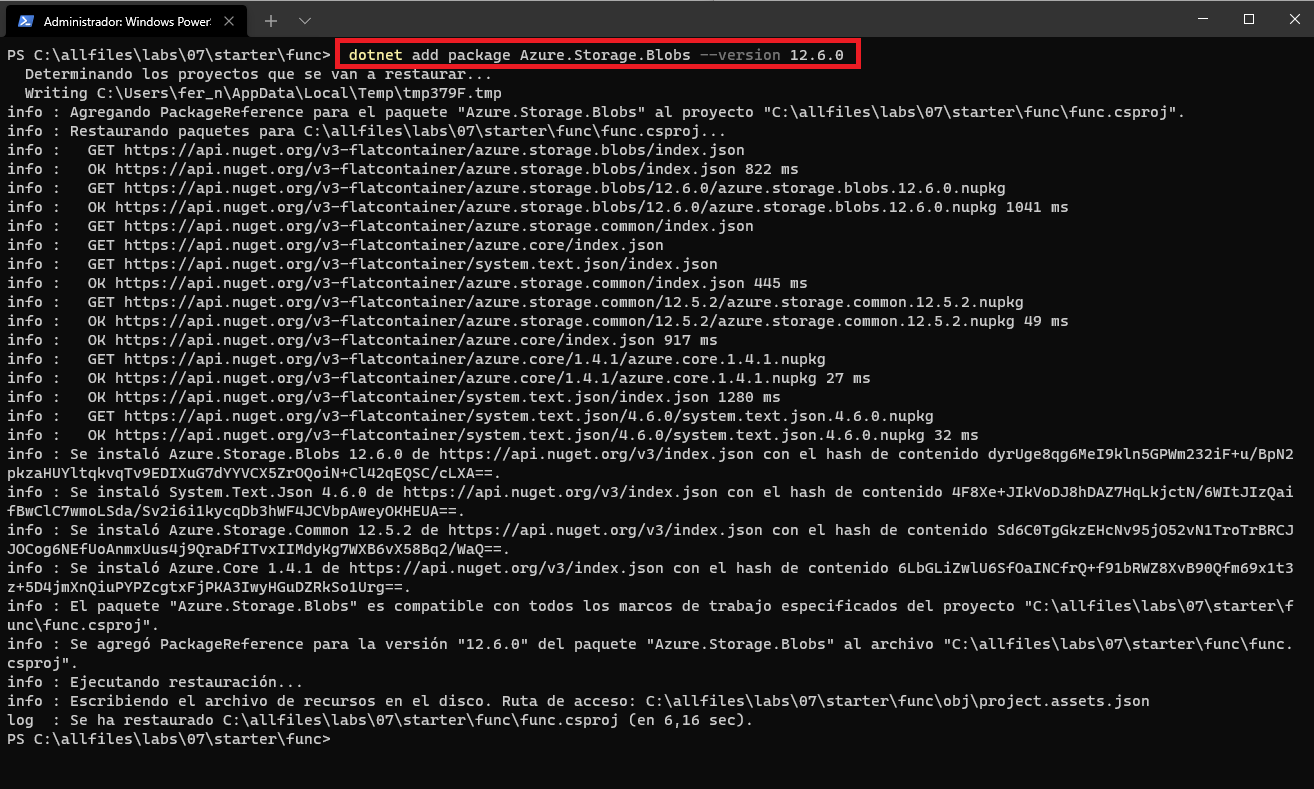 Administrador: Windows Power
PS C:\allfiles\labs\07\starter\func> dotnet add package Azure.Storage.Blobs --version 12.6.0
  Determinando los proyectos que se van a restaurar...
  Writing C:\Users\fer_n\AppData\Local\Temp\tmp379F.tmp
info : Agregando PackageReference para el paquete "Azure.Storage.Blobs" al proyecto "C:\allfiles\labs\07\starter\func\func.csproj".
info : Restaurando paquetes para C:\allfiles\labs\07\starter\func\func.csproj...
info :   GET https://api.nuget.org/v3-flatcontainer/azure.storage.blobs/index.json
info :   OK https://api.nuget.org/v3-flatcontainer/azure.storage.blobs/index.json 822 ms
info :   GET https://api.nuget.org/v3-flatcontainer/azure.storage.blobs/12.6.0/azure.storage.blobs.12.6.0.nupkg
info :   OK https://api.nuget.org/v3-flatcontainer/azure.storage.blobs/12.6.0/azure.storage.blobs.12.6.0.nupkg 1041 ms
info :   GET https://api.nuget.org/v3-flatcontainer/azure.storage.common/index.json
info :   GET https://api.nuget.org/v3-flatcontainer/azure.core/index.json
info :   GET https://api.nuget.org/v3-flatcontainer/system.text.json/index.json
info :   OK https://api.nuget.org/v3-flatcontainer/azure.storage.common/index.json 445 ms
info :   GET https://api.nuget.org/v3-flatcontainer/azure.storage.common/12.5.2/azure.storage.common.12.5.2.nupkg
info :   OK https://api.nuget.org/v3-flatcontainer/azure.storage.common/12.5.2/azure.storage.common.12.5.2.nupkg 49 ms
info :   OK https://api.nuget.org/v3-flatcontainer/azure.core/index.json 917 ms
info :   GET https://api.nuget.org/v3-flatcontainer/azure.core/1.4.1/azure.core.1.4.1.nupkg
info :   OK https://api.nuget.org/v3-flatcontainer/azure.core/1.4.1/azure.core.1.4.1.nupkg 27 ms
info :   OK https://api.nuget.org/v3-flatcontainer/system.text.json/index.json 1280 ms
info :   GET https://api.nuget.org/v3-flatcontainer/system.text.json/4.6.0/system.text.json.4.6.0.nupkg
info :   OK https://api.nuget.org/v3-flatcontainer/system.text.json/4.6.0/system.text.json.4.6.0.nupkg 32 ms
info : Se instaló Azure.Storage.Blobs 12.6.0 de https://api.nuget.org/v3/index.json con el hash de contenido dyrUge8qg6MeI9kln5GPWm232iF+u/BpN2
pkzaHUYltqkvqTv9EDIXuG7dYYVCX5ZrOQoiN+Cl42qEQSC/cLXA==.
info : Se instaló System.Text.Json 4.6.0 de https://api.nuget.org/v3/index.json con el hash de contenido 4F8Xe+JIkVoDJ8hDAZ7HqLkjctN/6WItJIzQai
fBwClC7wmoLSda/Sv2i6i1kycqDb3hWF4JCVbpAweyOKHEUA==.
info : Se instaló Azure.Storage.Common 12.5.2 de https://api.nuget.org/v3/index.json con el hash de contenido Sd6C0TgGkzEHcNv95jO52vN1TroTrBRCJ
JOCog6NEfUoAnmxUus4j9QraDfITvxIIMdyKg7WXB6vX58Bq2/WaQ==.
info : Se instaló Azure.Core 1.4.1 de https://api.nuget.org/v3/index.json con el hash de contenido 6LbGLiZwlU6SfOaINCfrQ+f91bRWZ8XvB90Qfm69x1t3
z+5D4jmXnQiuPYPZcgtxFjPKA3IwyHGuDZRkSo1Urg==.
info : El paquete "Azure.Storage.Blobs" es compatible con todos los marcos de trabajo especificados del proyecto "C:\allfiles\labs\07\starter\f
unc\func.csproj".
info : Se agregó PackageReference para la versión "12.6.0" del paquete "Azure.Storage.Blobs" al archivo "C:\allfiles\labs\07\starter\func\func.
csproj".
info : Ejecutando restauración...
info : Escribiendo el archivo de recursos en el disco. Ruta de acceso: C:\allfiles\labs\07\starter\func\obj\project.assets.json
log  : Se ha restaurado C:\allfiles\labs\07\starter\func\func.csproj (en 6,16 sec).
PS C:\allfiles\labs\07\starter\func>